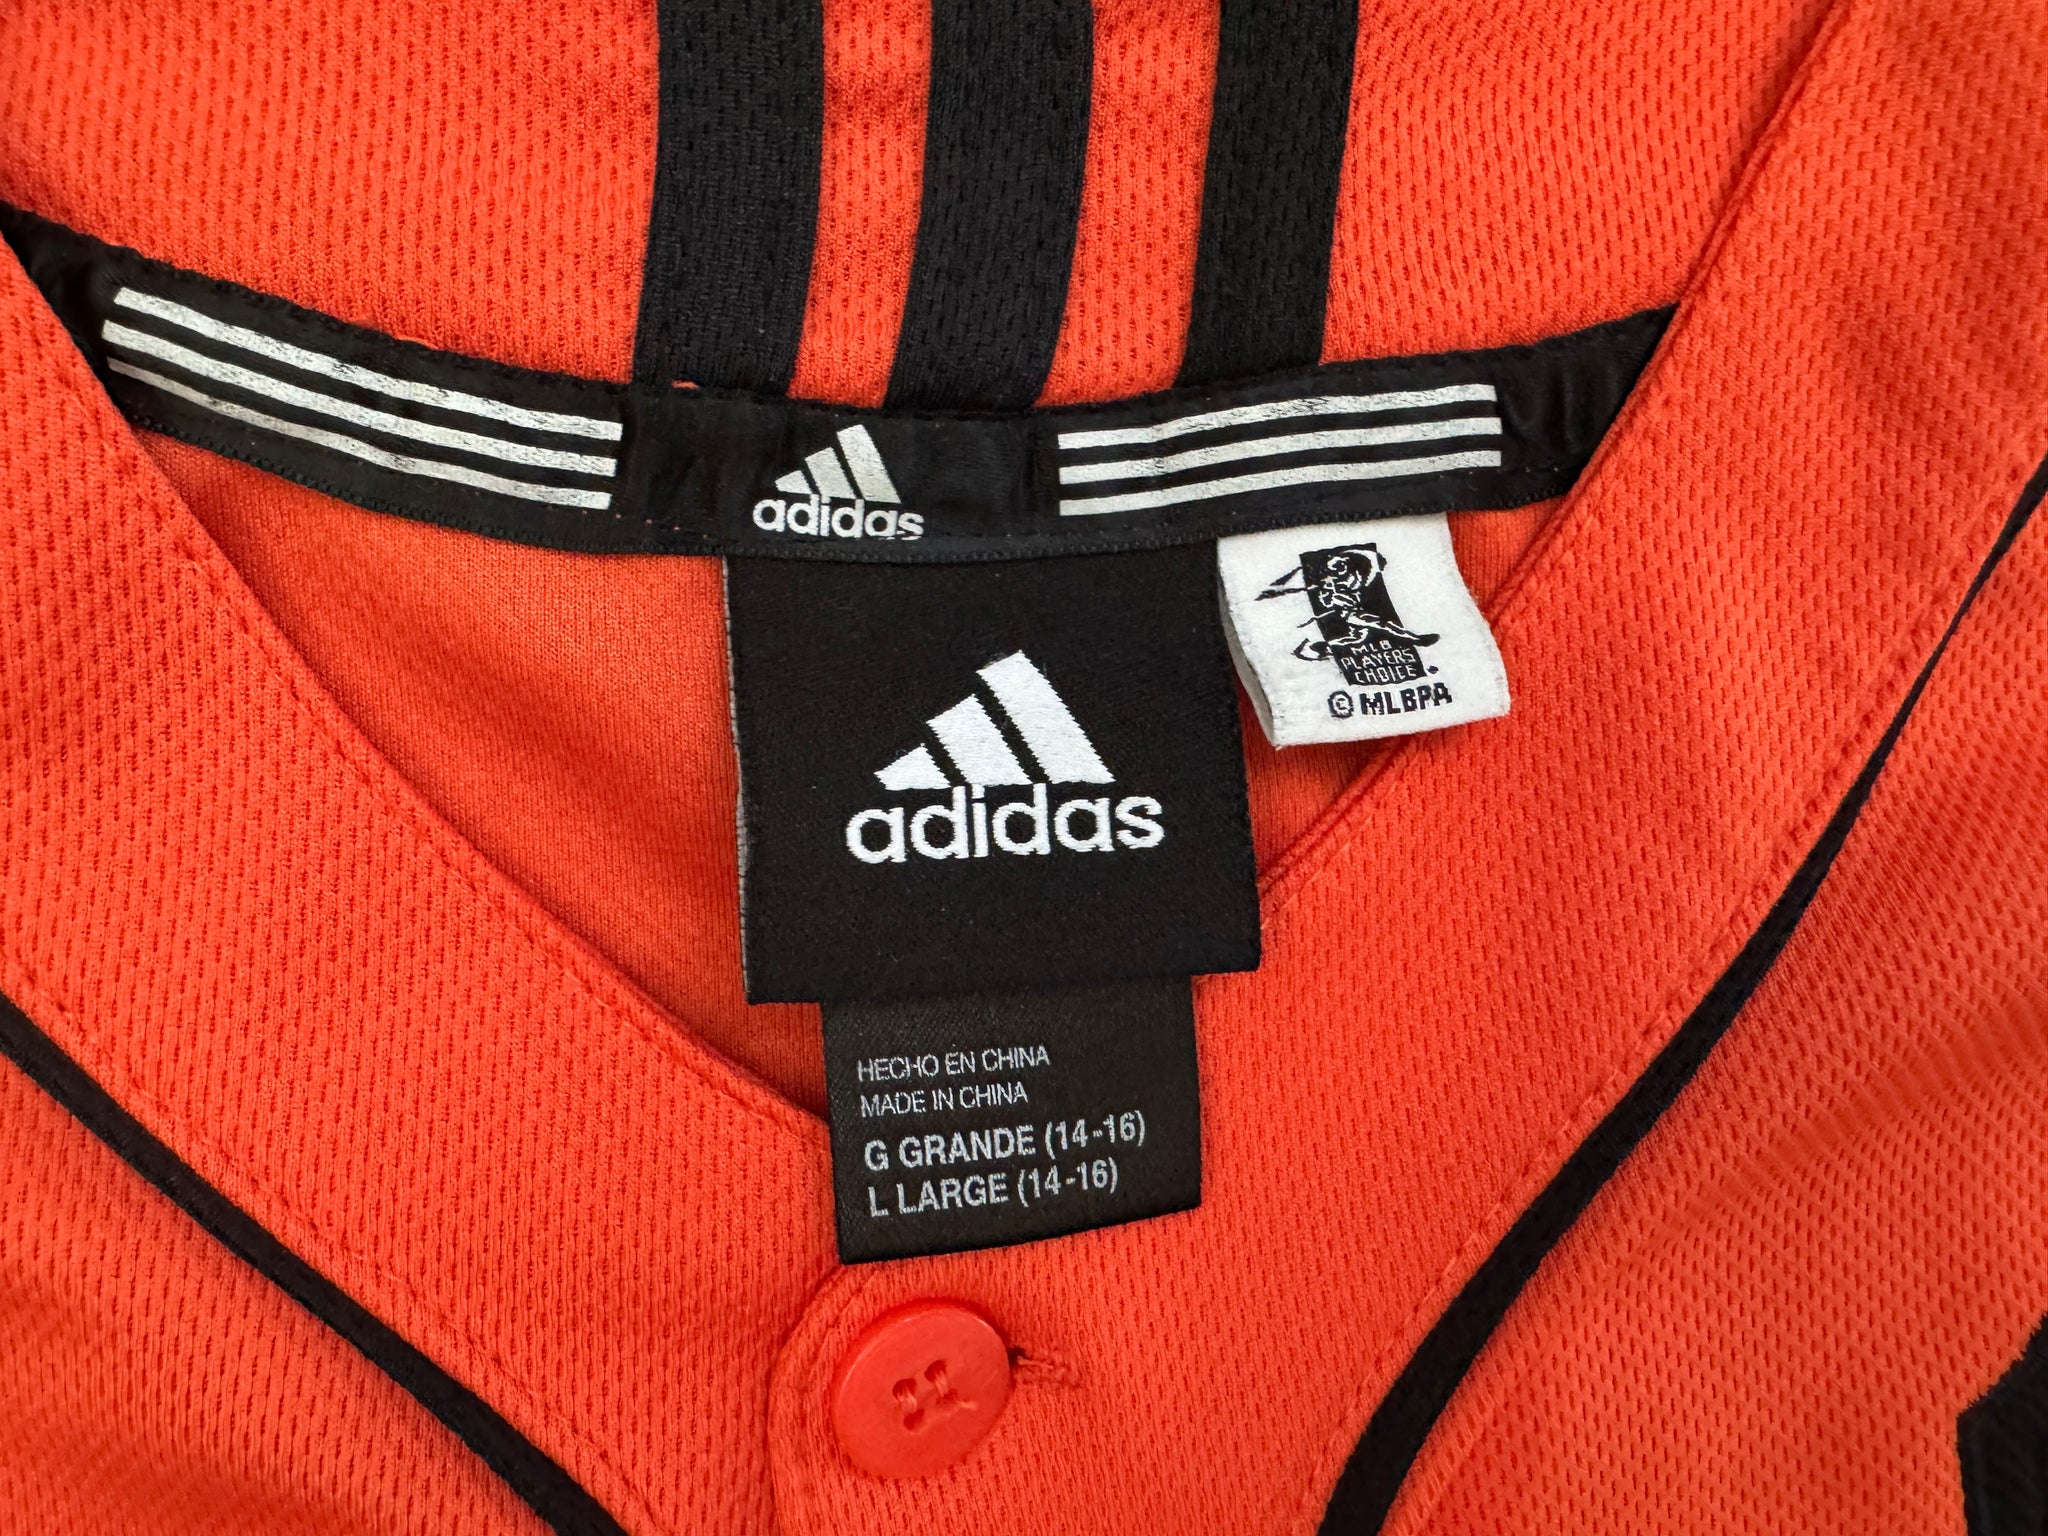 adidas
adidas
MLB
PLAYERS
CHOICE
© MLBPA
HECHO EN CHINA
MADE IN CHINA
G GRANDE (14-16)
L LARGE (14-16)